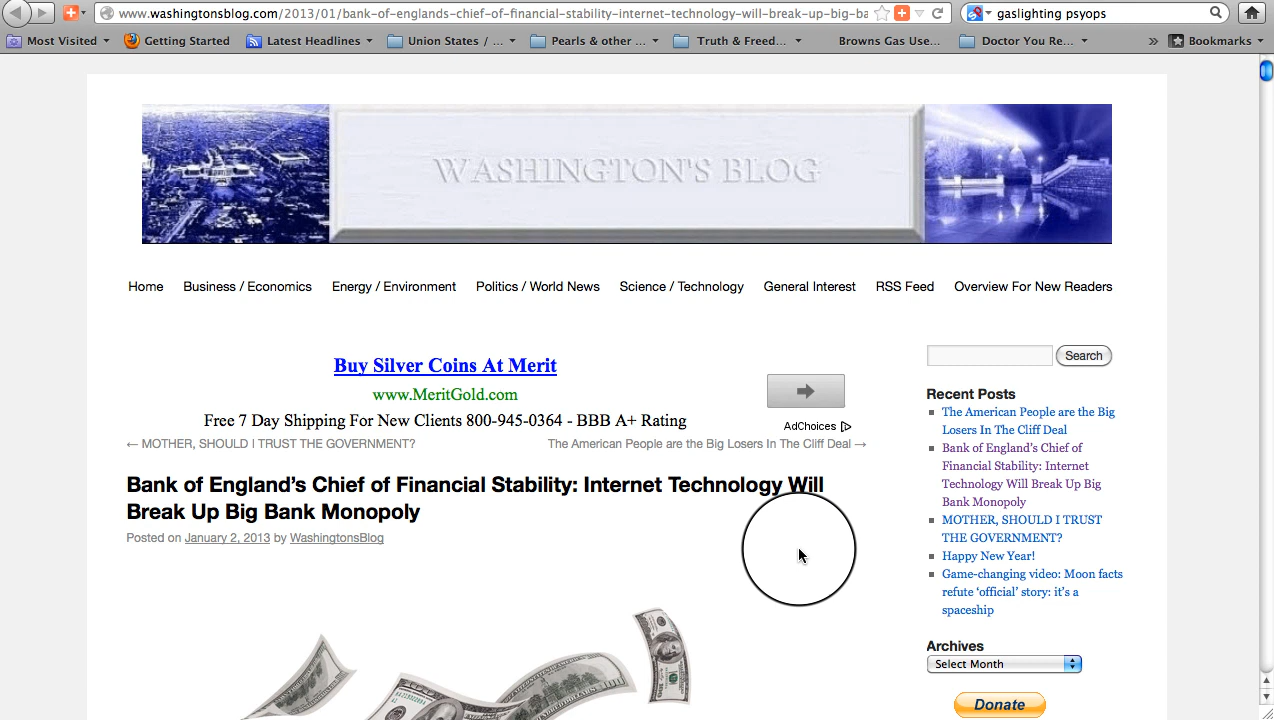 www.washingtonsblog.com/2013/01/bank-of-englands-chief-of-financial-stability-internet-technology-will-break-up-big-ba
gaslighting psyops
Most Visited
Getting Started
Latest Headlines
Union States / ...
Pearls & other ...
Truth & Freed...
Browns Gas Use...
Doctor You Re...
»
Bookmarks
WASHINGTON'S BLOG
Home
Business / Economics
Energy / Environment
Politics / World News
Science / Technology
General Interest
RSS Feed
Overview For New Readers
Buy Silver Coins At Merit
www.MeritGold.com
Free 7 Day Shipping For New Clients 800-945-0364 - BBB A+ Rating
AdChoices
← MOTHER, SHOULD I TRUST THE GOVERNMENT?
The American People are the Big Losers In The Cliff Deal →
Bank of England's Chief of Financial Stability: Internet Technology Will
Break Up Big Bank Monopoly
Posted on January 2, 2013 by WashingtonsBlog
Search
Recent Posts
The American People are the Big
Losers In The Cliff Deal
Bank of England's Chief of
Financial Stability: Internet
Technology Will Break Up Big
Bank Monopoly
MOTHER, SHOULD I TRUST
THE GOVERNMENT?
Happy New Year!
Game-changing video: Moon facts
refute 'official' story: it's a
spaceship
Archives
Select Month
Donate